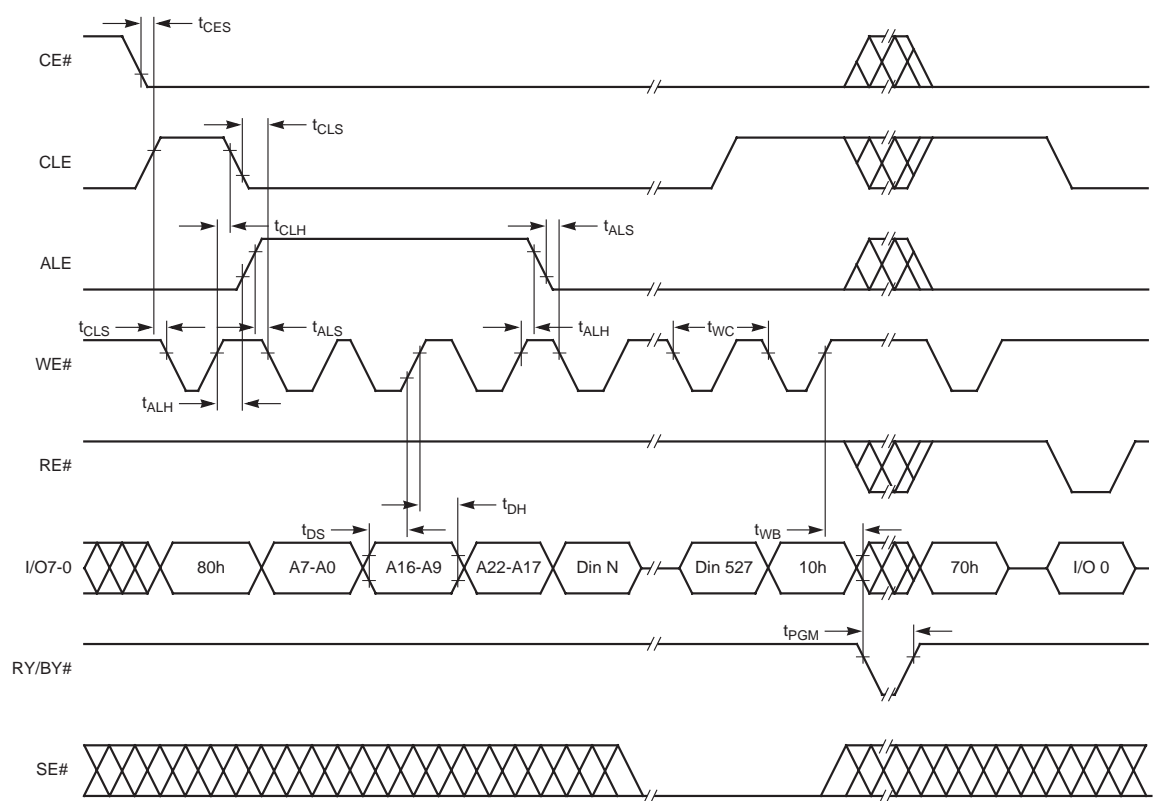 tCES
CE#
tCLS
CLE
tCLH
tALS
ALE
tCLS
tALS
tALH
tWC
WE#
tALH
RE#
tDS
tDH
tWB
I/O7-0 80h A7-A0 A16-A9 A22-A17 Din N Din 527 10h 70h I/O 0
tPGM
RY/BY#
SE#